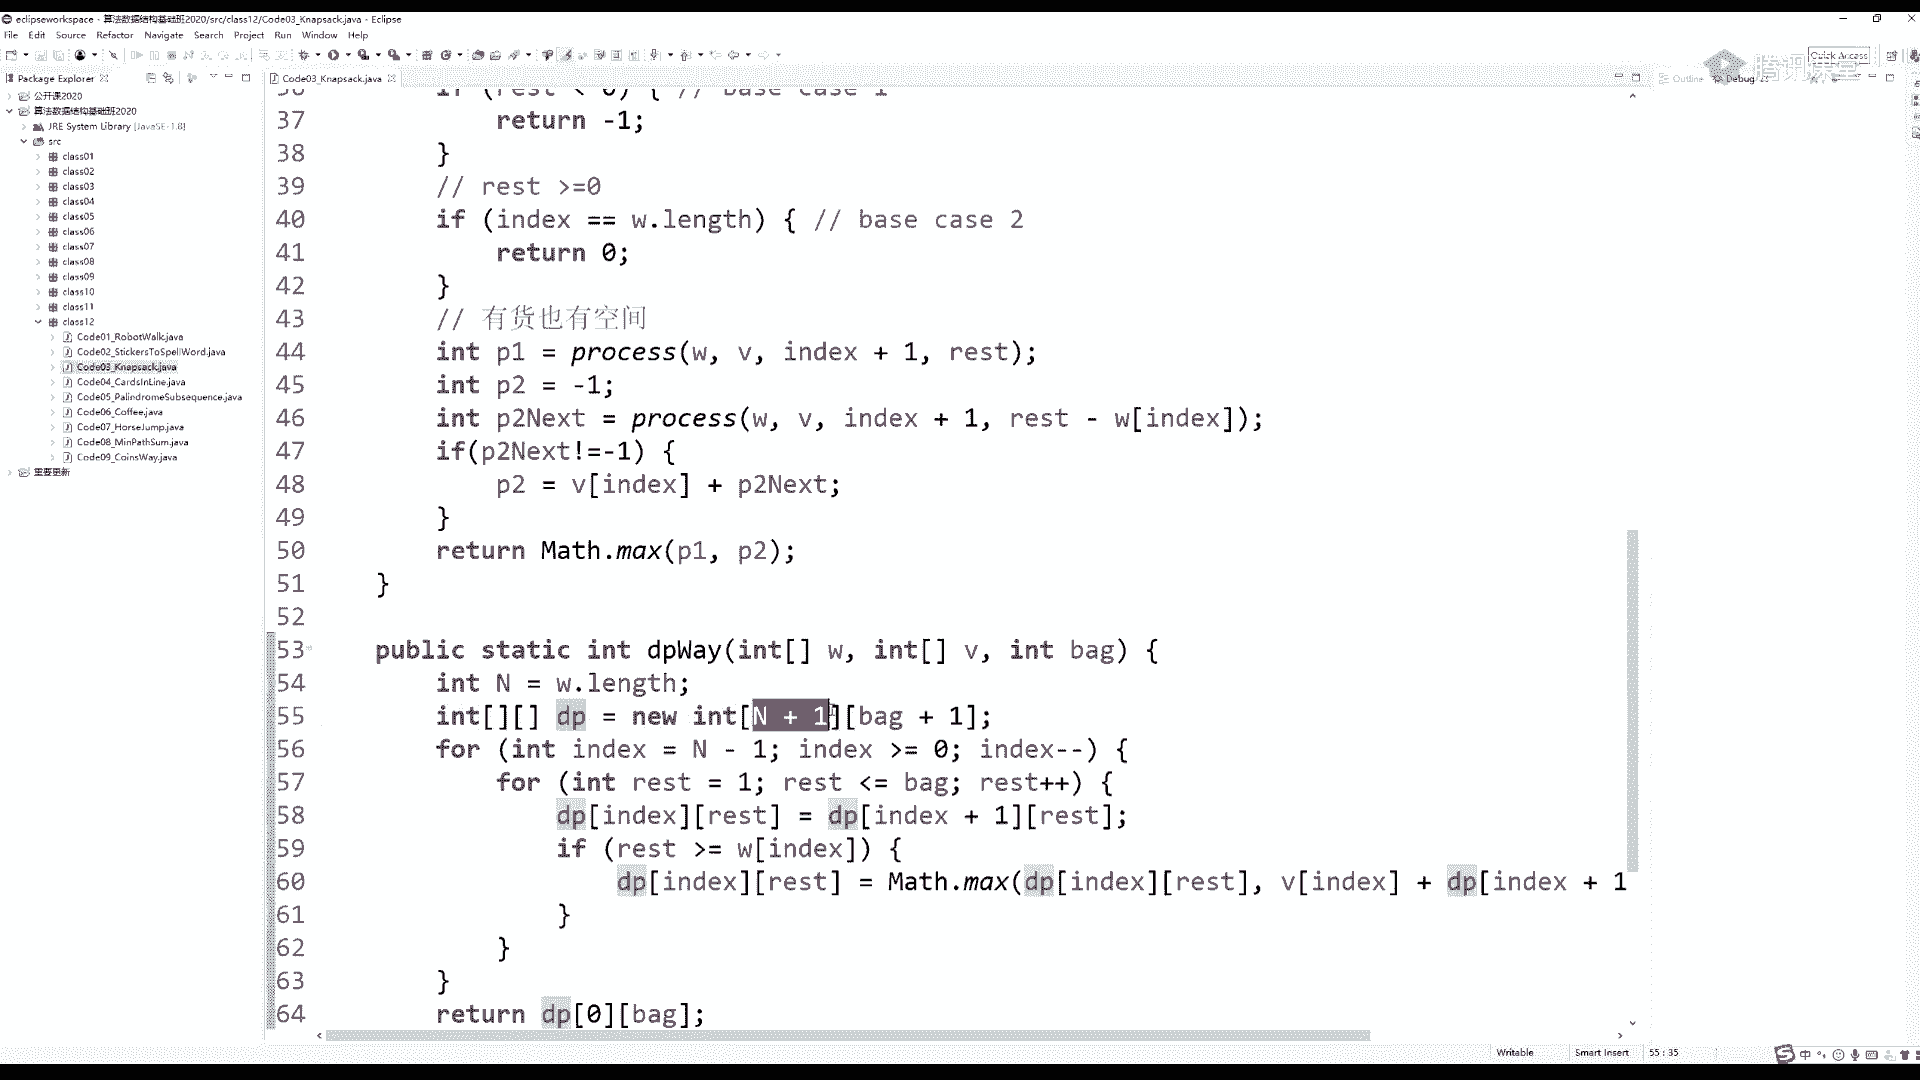 eclipseworkspace - 算法数据结构基础班2020/src/class12/Code03_Knapsack.java - Eclipse
File Edit Source Refactor Navigate Search Project Run Window Help
Quick Access
腾讯课堂
Package Explorer
Code03_Knapsack.java
Outline
Debug
公开课2020
算法数据结构基础班2020
JRE System Library [JavaSE-1.8]
src
class01
class02
class03
class04
class05
class06
class07
class08
class09
class10
class11
class12
Code01_RobotWalk.java
Code02_StickersToSpellWord.java
Code03_Knapsack.java
Code04_CardsInLine.java
Code05_PalindromeSubsequence.java
Code06_Coffee.java
Code07_HorseJump.java
Code08_MinPathSum.java
Code09_CoinsWay.java
重要更新
36 if (rest < 0) { // base case 1
37 return -1;
38 }
39 // rest >=0
40 if (index == w.length) { // base case 2
41 return 0;
42 }
43 // 有货也有空间
44 int p1 = process(w, v, index + 1, rest);
45 int p2 = -1;
46 int p2Next = process(w, v, index + 1, rest - w[index]);
47 if(p2Next!=-1) {
48 p2 = v[index] + p2Next;
49 }
50 return Math.max(p1, p2);
51 }
52
53 public static int dpWay(int[] w, int[] v, int bag) {
54 int N = w.length;
55 int[][] dp = new int[N + 1][bag + 1];
56 for (int index = N - 1; index >= 0; index--) {
57 for (int rest = 1; rest <= bag; rest++) {
58 dp[index][rest] = dp[index + 1][rest];
59 if (rest >= w[index]) {
60 dp[index][rest] = Math.max(dp[index][rest], v[index] + dp[index + 1
61 }
62 }
63 }
64 return dp[0][bag];
Writable Smart Insert 55 : 35
中